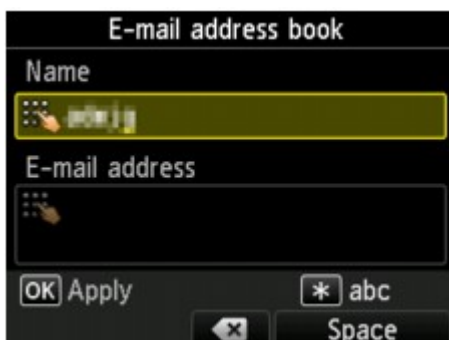 E-mail address book
Name
E-mail address
OK Apply
* abc
Space